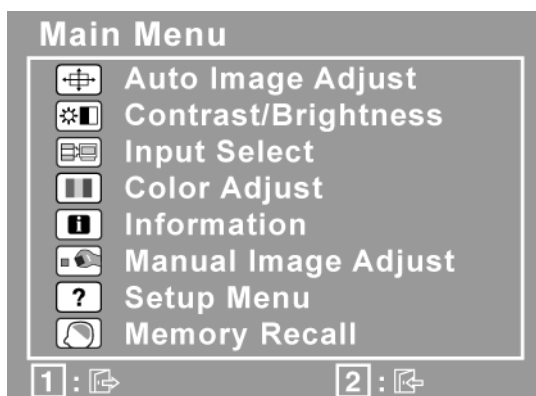 Main Menu
Auto Image Adjust
Contrast/Brightness
Input Select
Color Adjust
i Information
Manual Image Adjust
? Setup Menu
Memory Recall
1 : 2 :